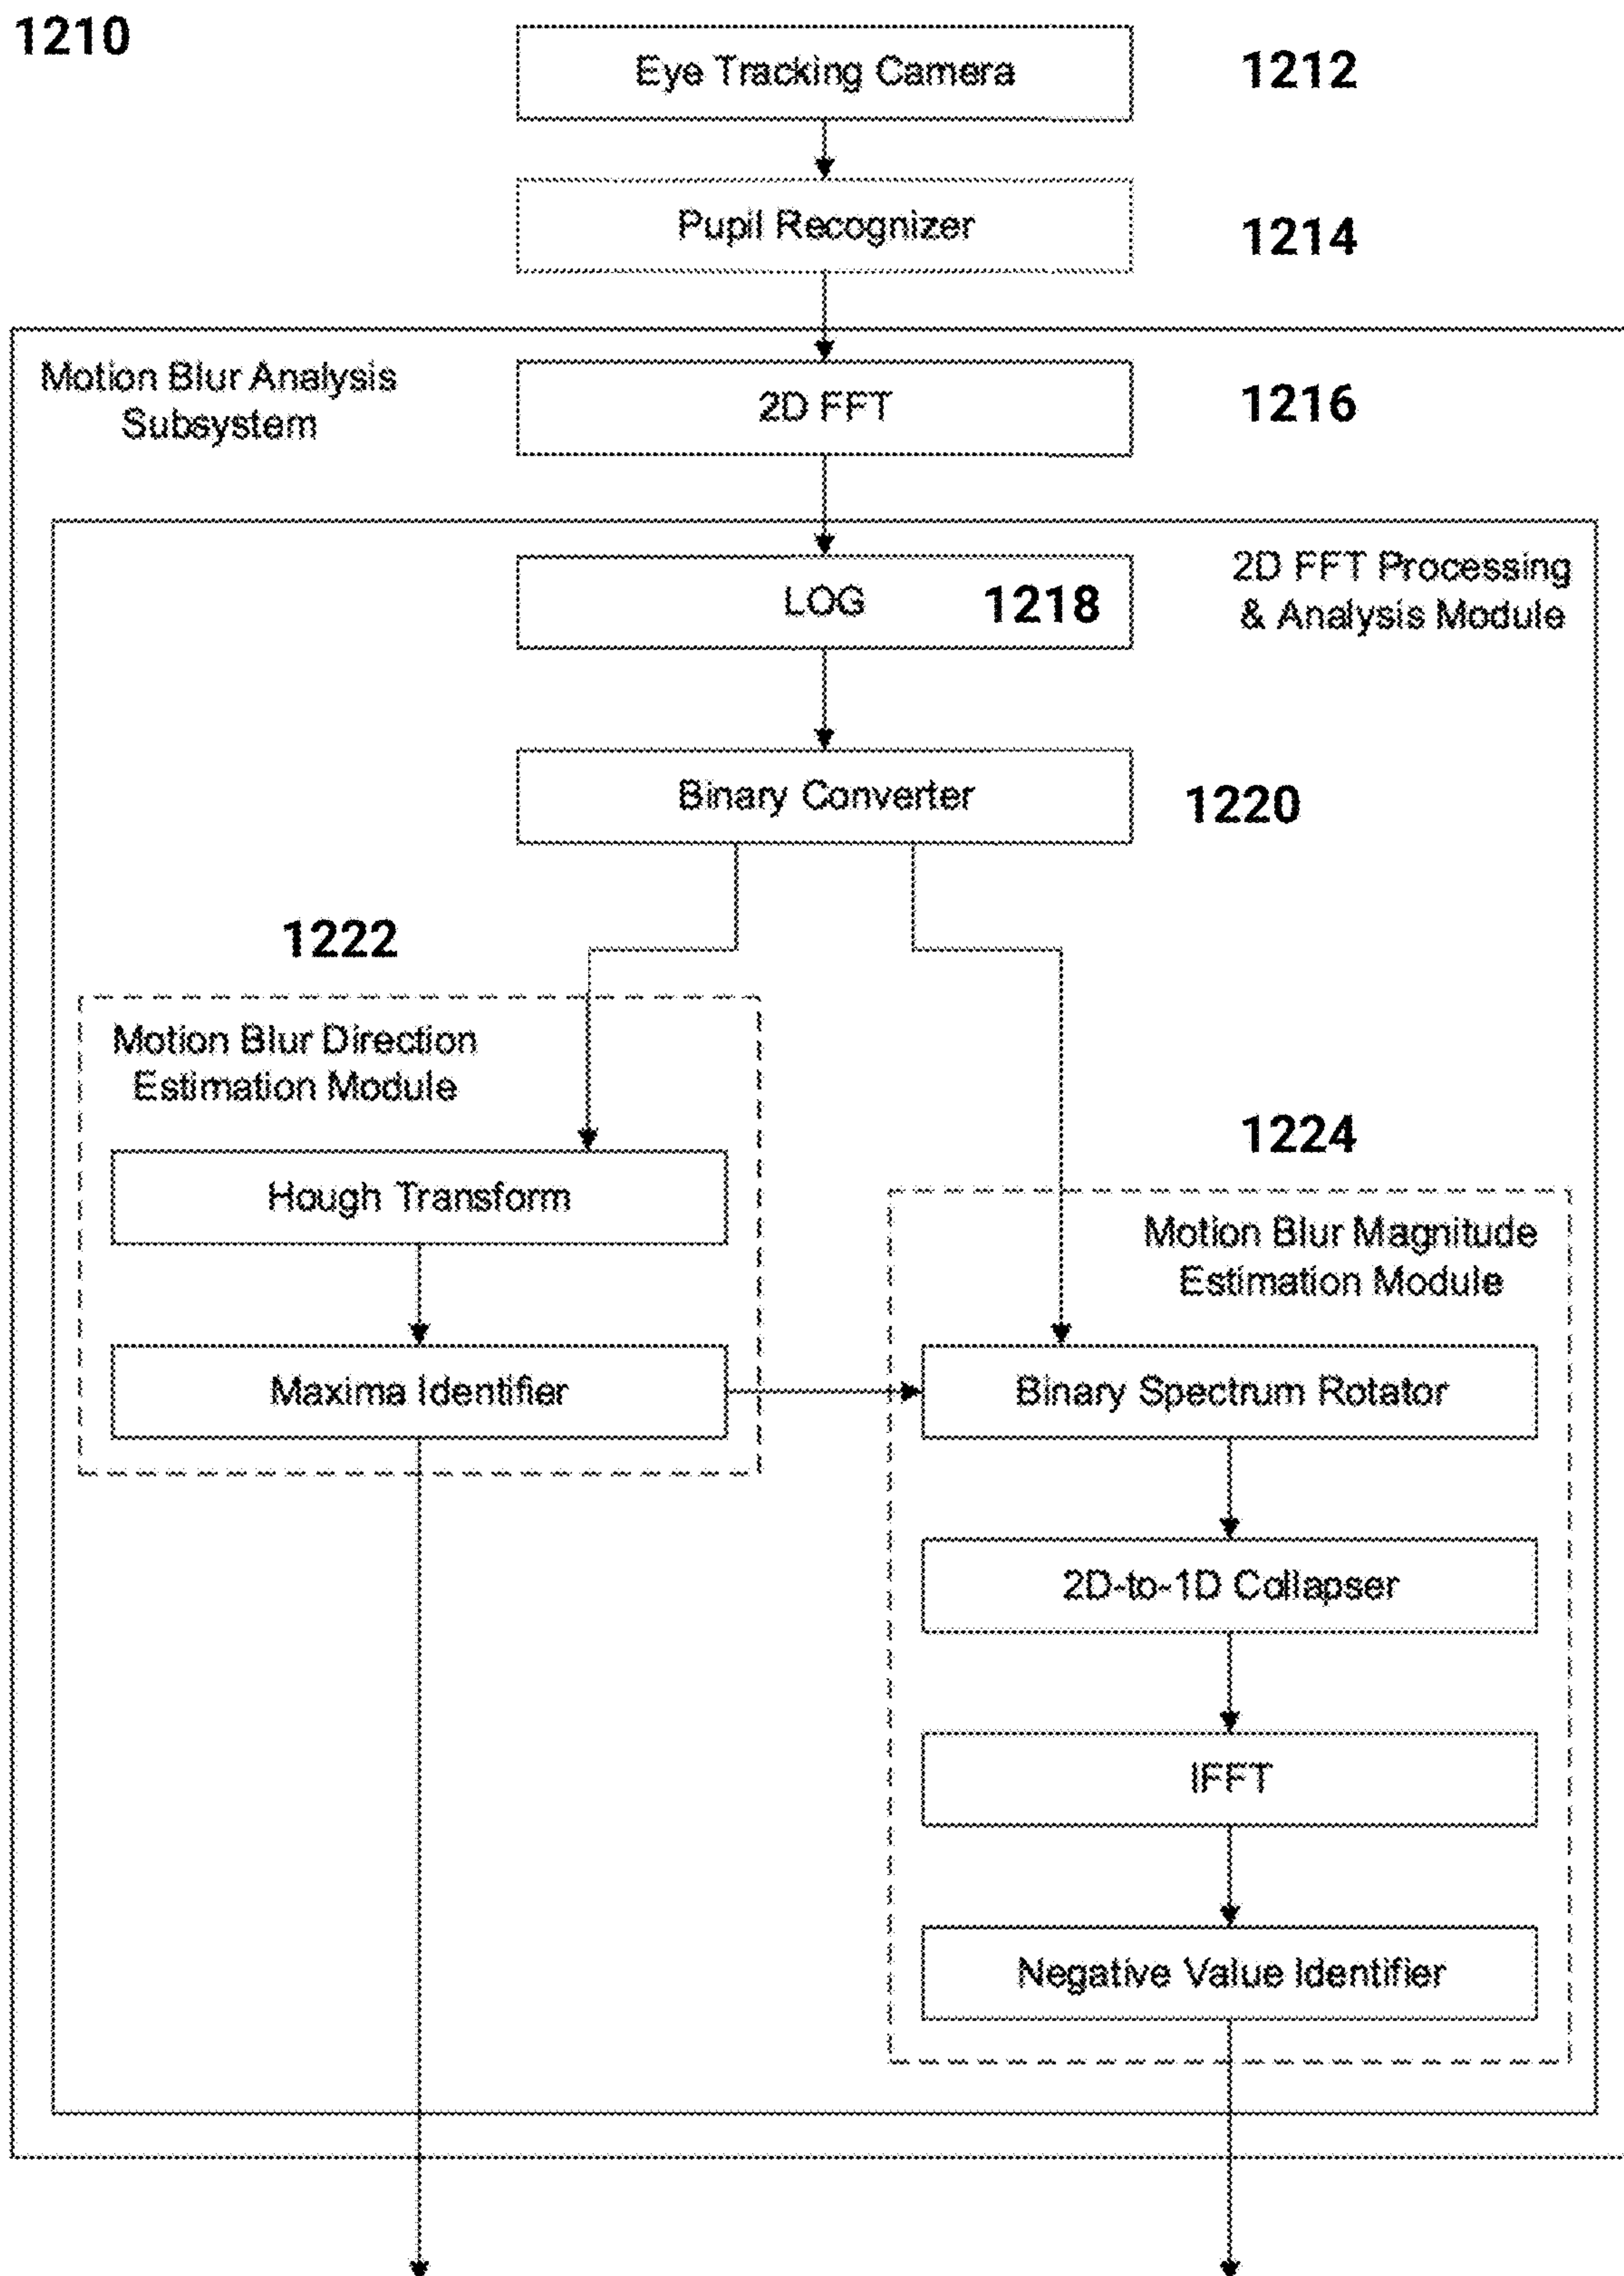 1210
Eye Tracking Camera
1212
Pupil Recognizer
1214
Motion Blur Analysis
Subsystem
2D FFT
1216
LOG
1218
2D FFT Processing
& Analysis Module
Binary Converter
1220
1222
Motion Blur Direction
Estimation Module
Hough Transform
Maxima Identifier
1224
Motion Blur Magnitude
Estimation Module
Binary Spectrum Rotator
2D-to-1D Collapser
IFFT
Negative Value Identifier